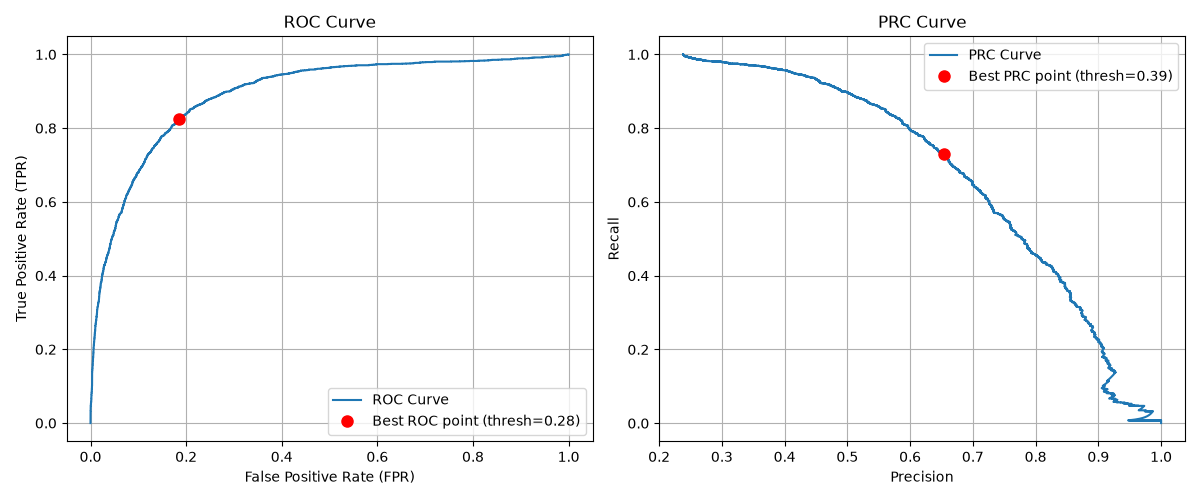 ROC Curve
True Positive Rate (TPR)
1.0
0.8
0.6
0.4
0.2
0.0
0.0 0.2 0.4 0.6 0.8 1.0
False Positive Rate (FPR)
ROC Curve
Best ROC point (thresh=0.28)
PRC Curve
Recall
1.0
0.8
0.6
0.4
0.2
0.0
0.2 0.3 0.4 0.5 0.6 0.7 0.8 0.9 1.0
Precision
PRC Curve
Best PRC point (thresh=0.39)